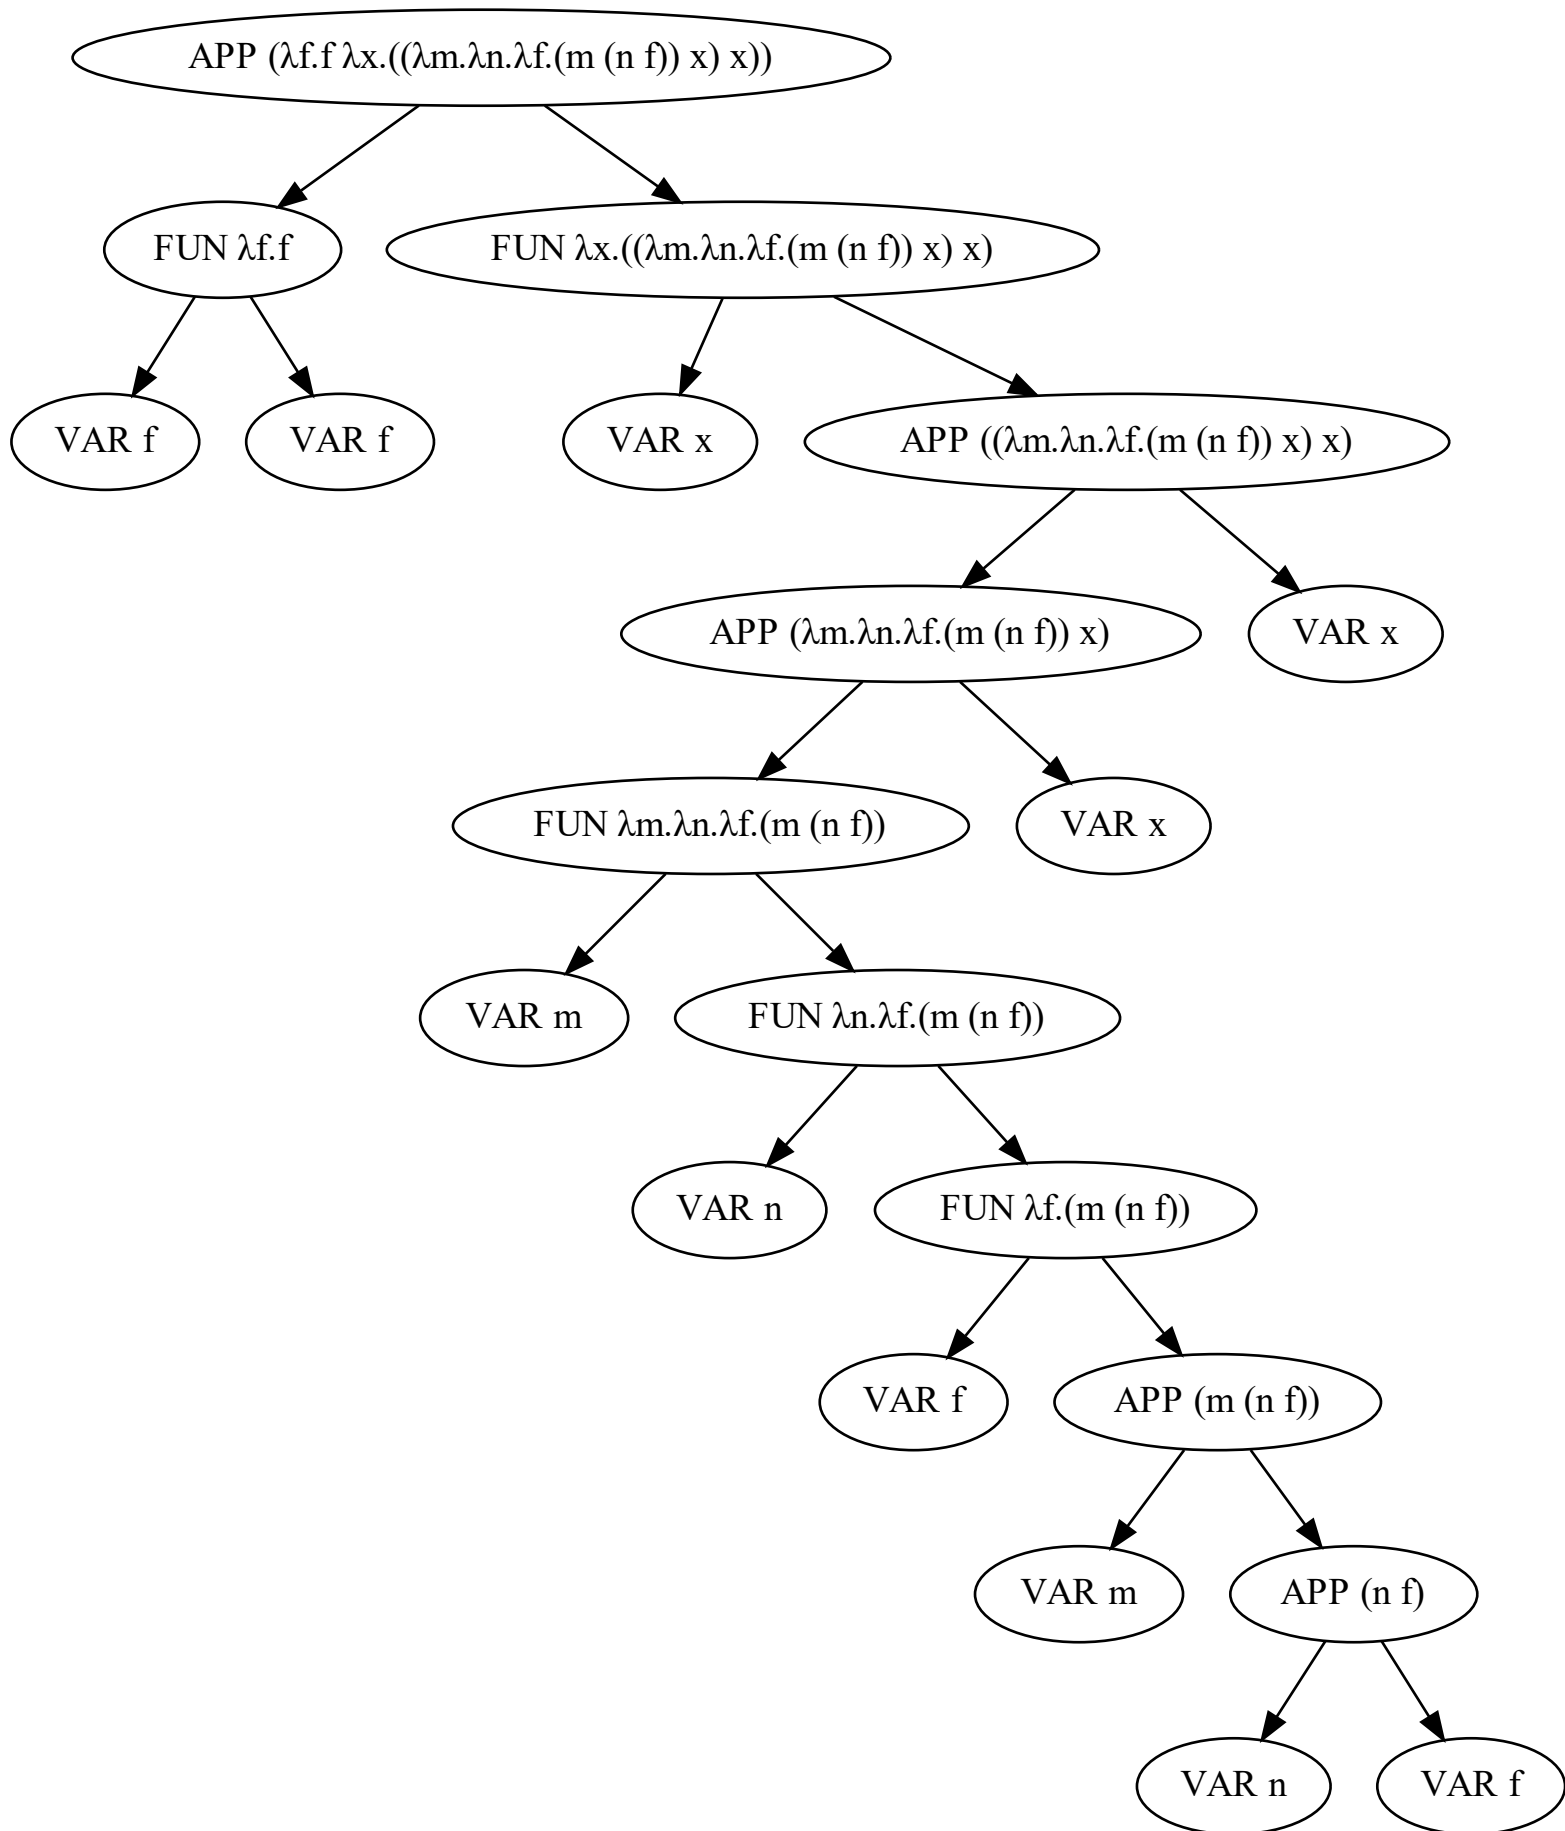 APP (λf.f λx.((λm.λn.λf.(m (n f)) x) x))
FUN λf.f
FUN λx.((λm.λn.λf.(m (n f)) x) x)
VAR f
VAR f
VAR x
APP ((λm.λn.λf.(m (n f)) x) x)
APP (λm.λn.λf.(m (n f)) x)
VAR x
FUN λm.λn.λf.(m (n f))
VAR x
VAR m
FUN λn.λf.(m (n f))
VAR n
FUN λf.(m (n f))
VAR f
APP (m (n f))
VAR m
APP (n f)
VAR n
VAR f